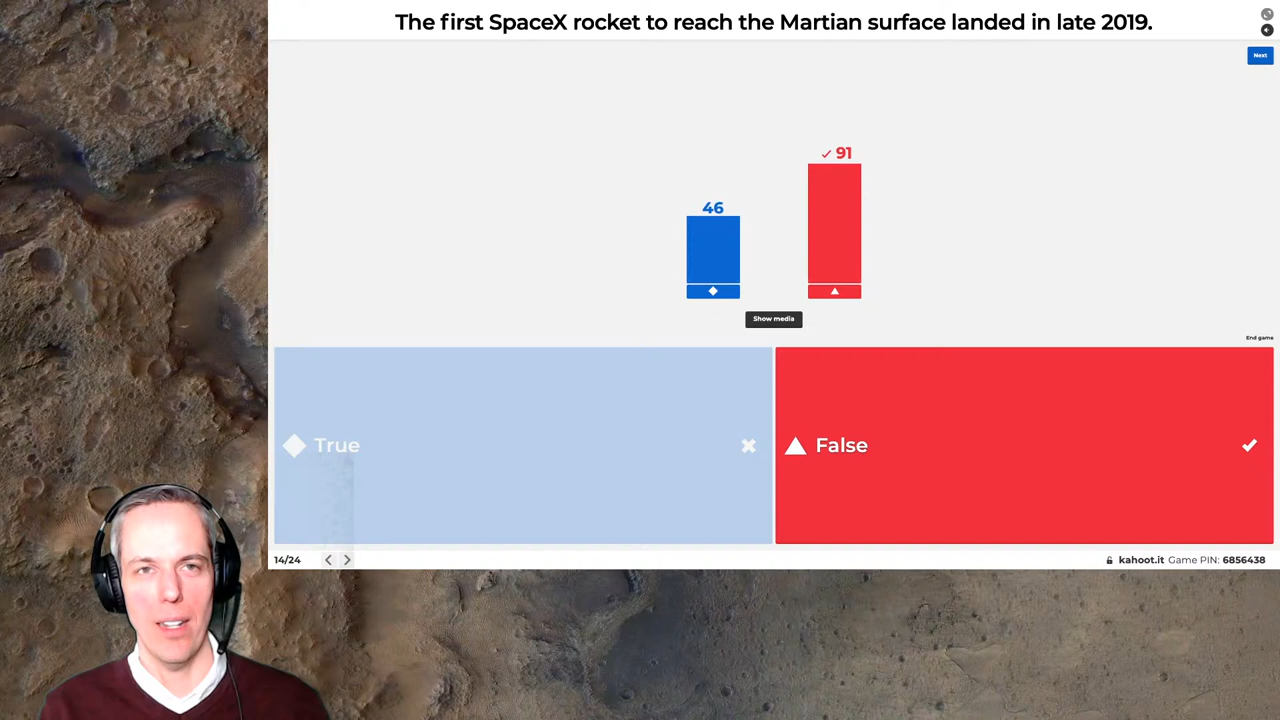 The first SpaceX rocket to reach the Martian surface landed in late 2019.
Next
91
46
Show media
End game
True
False
14/24
kahoot.it Game PIN: 6856438